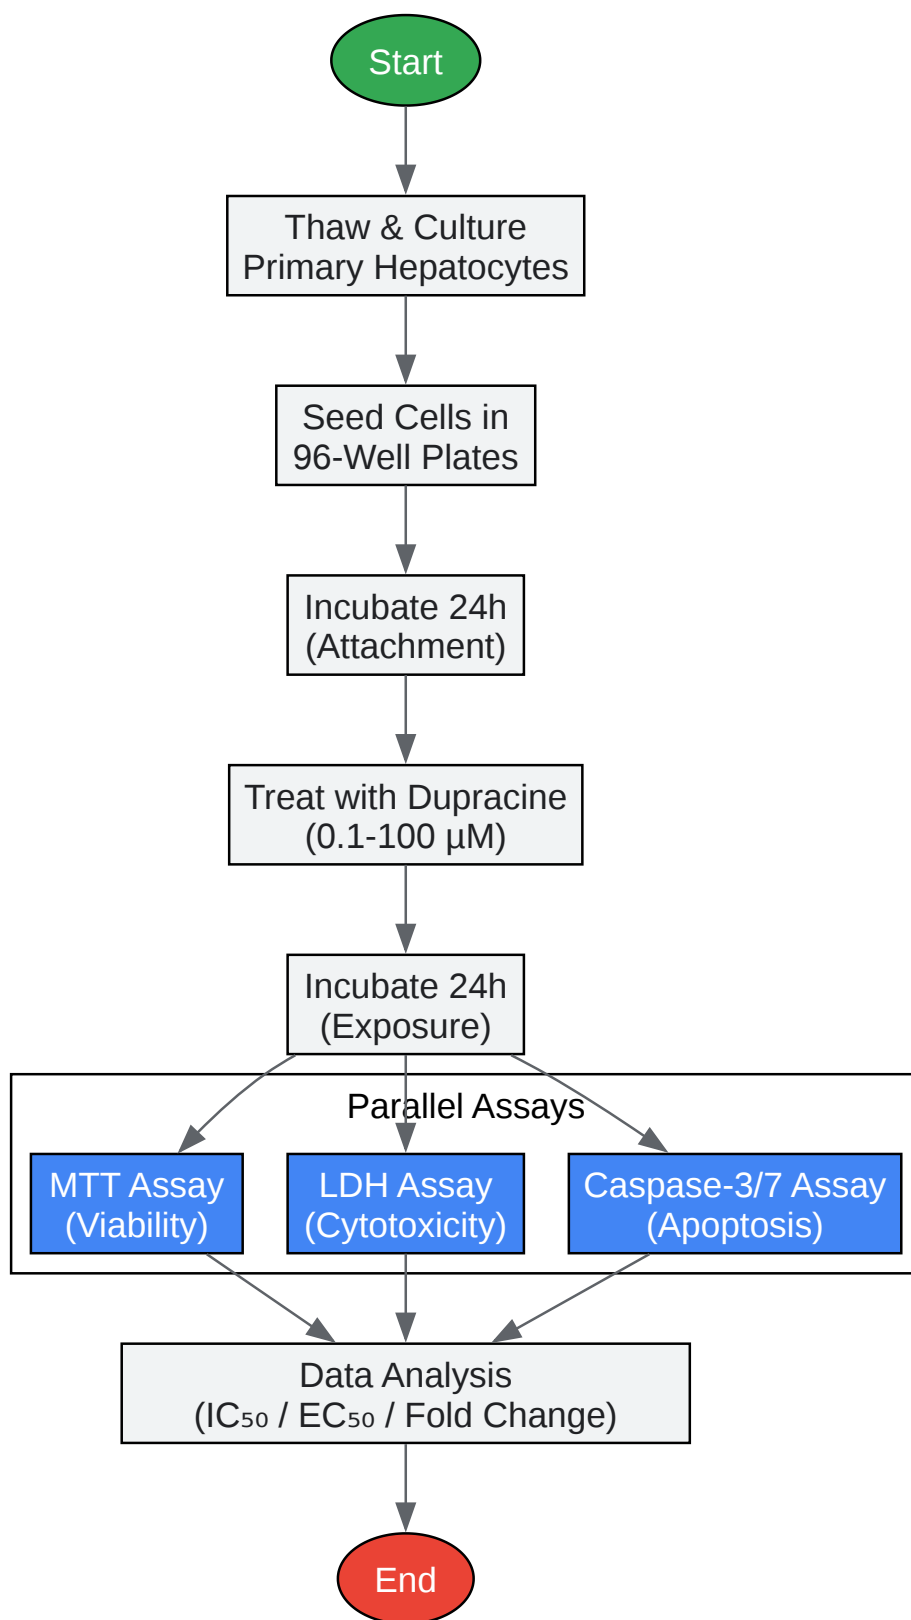 Start
Thaw & Culture
Primary Hepatocytes
Seed Cells in
96-Well Plates
Incubate 24h
(Attachment)
Treat with Dupracine
(0.1-100 µM)
Incubate 24h
(Exposure)
Parallel Assays
MTT Assay
(Viability)
LDH Assay
(Cytotoxicity)
Caspase-3/7 Assay
(Apoptosis)
Data Analysis
(IC₅₀ / EC₅₀ / Fold Change)
End